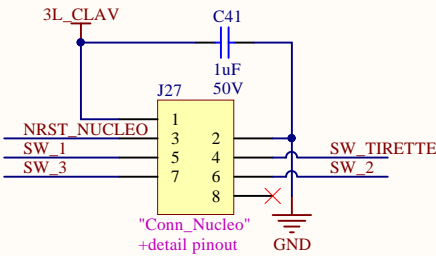 3L_CLAV
C41
1uF
50V
J27
1
NRST_NUCLEO 3 2
SW_1 5 4 SW_TIRETTE
SW_3 7 6 SW_2
8
"Conn_Nucleo"
+detail pinout
GND